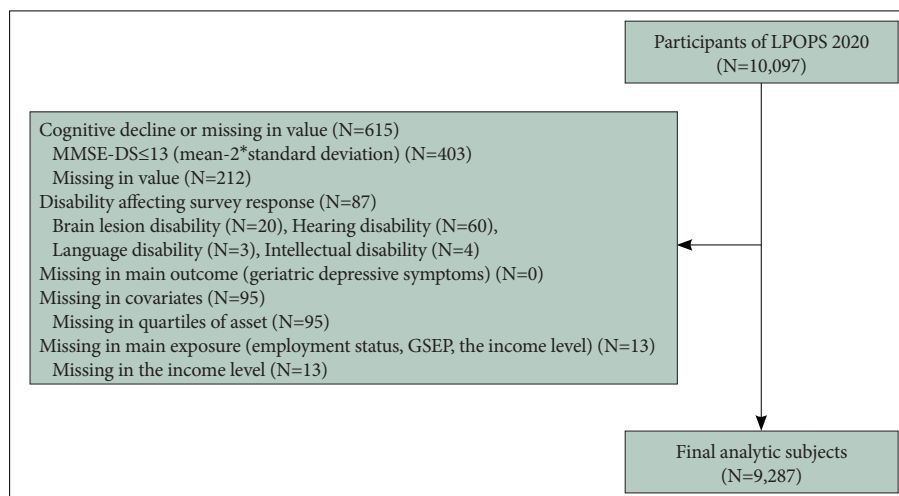 Participants of LPOPS 2020
(N=10,097)
Cognitive decline or missing in value (N=615)
MMSE-DS≤13 (mean-2*standard deviation) (N=403)
Missing in value (N=212)
Disability affecting survey response (N=87)
Brain lesion disability (N=20), Hearing disability (N=60),
Language disability (N=3), Intellectual disability (N=4)
Missing in main outcome (geriatric depressive symptoms) (N=0)
Missing in covariates (N=95)
Missing in quartiles of asset (N=95)
Missing in main exposure (employment status, GSEP, the income level) (N=13)
Missing in the income level (N=13)
Final analytic subjects
(N=9,287)